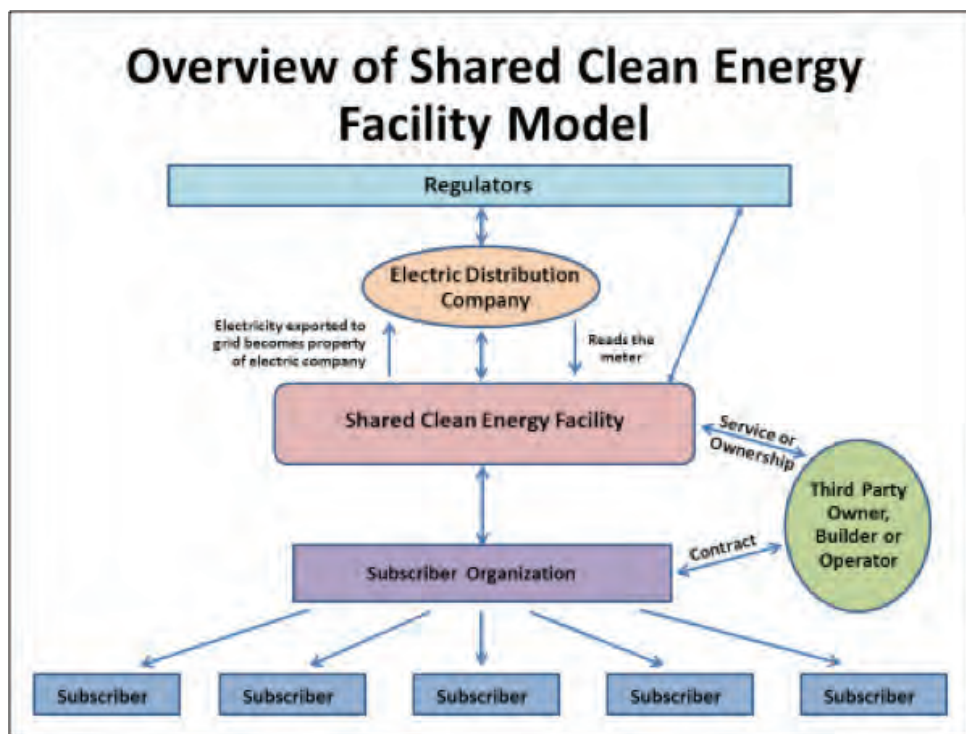 Overview of Shared Clean Energy
Facility Model
Regulators
Electric Distribution
Company
Electricity exported to
grid becomes property
of electric company
Reads the
meter
Shared Clean Energy Facility
Service or
Ownership
Third Party
Owner,
Builder or
Operator
Contract
Subscriber Organization
Subscriber
Subscriber
Subscriber
Subscriber
Subscriber